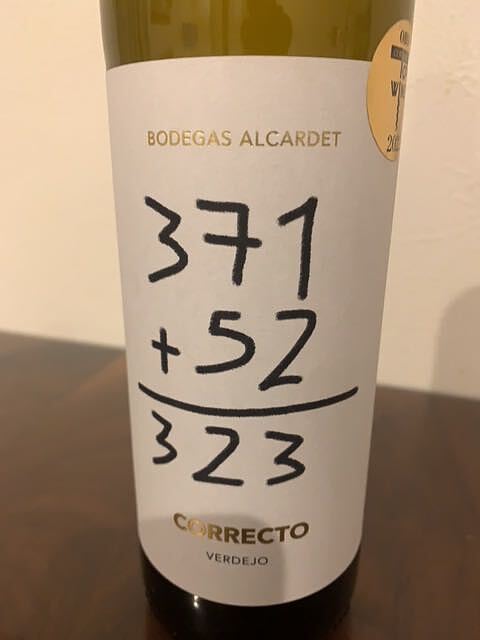 BODEGAS ALCARDET
371
+ 52
323
CORRECTO
VERDEJO